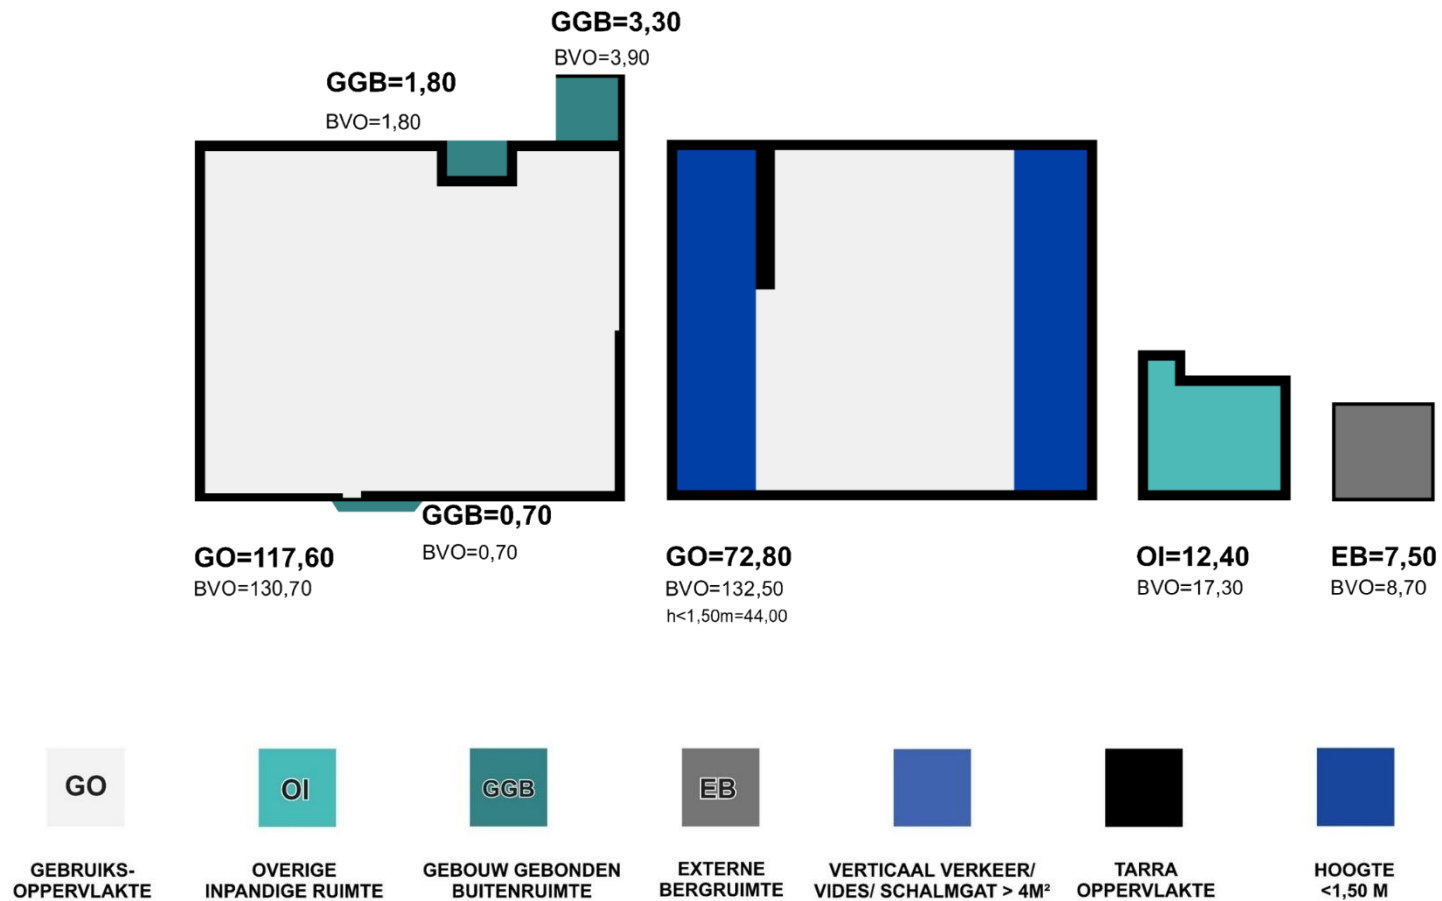 GGB=3,30
BVO=3,90
GGB=1,80
BVO=1,80
GGB=0,70
BVO=0,70
GO=117,60
BVO=130,70
GO=72,80
BVO=132,50
h<1,50m=44,00
OI=12,40
BVO=17,30
EB=7,50
BVO=8,70
GO
OI
GGB
EB
GEBRUIKS-
OPPERVLAKTE
OVERIGE
INPANDIGE RUIMTE
GEBOUW GEBONDEN
BUITENRUIMTE
EXTERNE
BERGRUIMTE
VERTICAAL VERKEER/
VIDES/ SCHALMGAT > 4M²
TARRA
OPPERVLAKTE
HOOGTE
<1,50 M